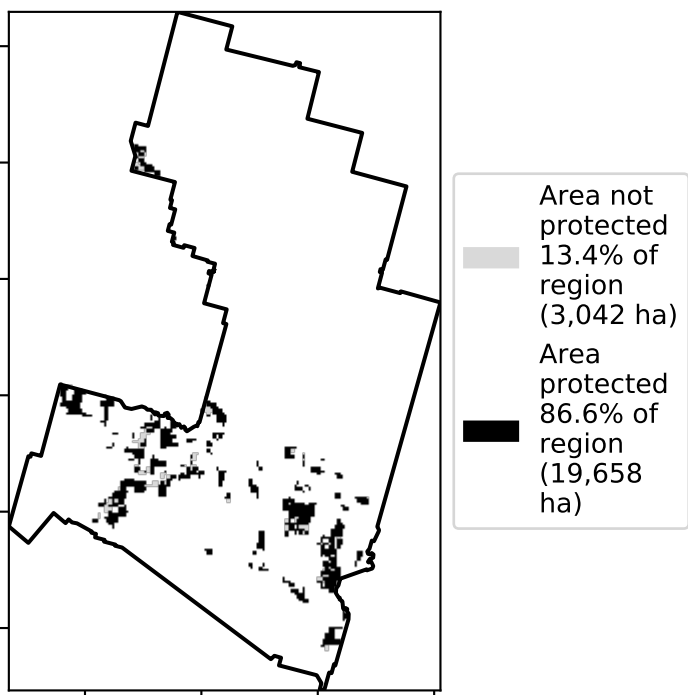 Area not
protected
13.4% of
region
(3,042 ha)
Area
protected
86.6% of
region
(19,658
ha)